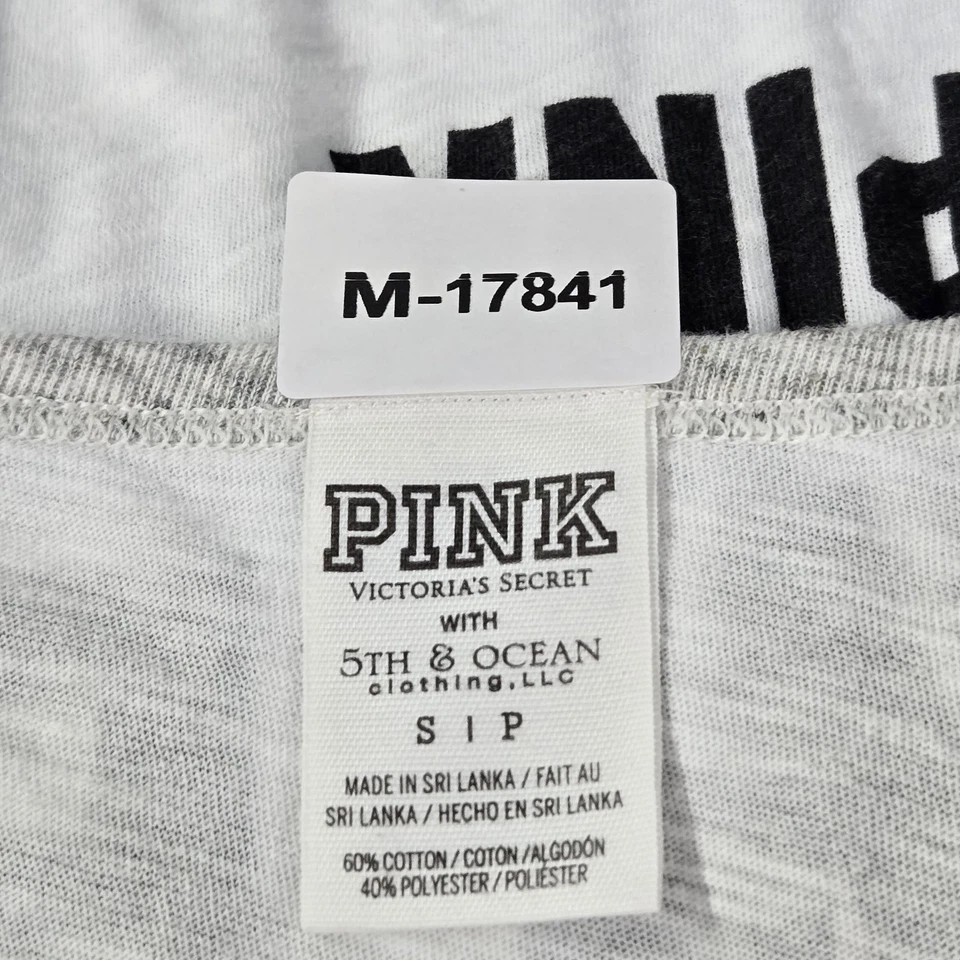 M-17841
PINK
VICTORIA'S SECRET
WITH
5TH & OCEAN
clothing,LLC
S | P
MADE IN SRI LANKA / FAIT AU
SRI LANKA / HECHO EN SRI LANKA
60% COTTON / COTON / ALGODÓN
40% POLYESTER / POLIÉSTER